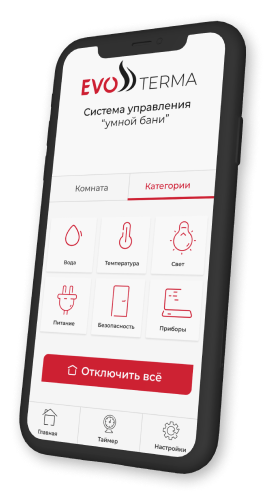 EVO TERMA
Система управления
“умной бани”
Комната
Категории
Вода
Температура
Свет
Питание
Безопасность
Приборы
Отключить всё
Главная
Таймер
Настройки